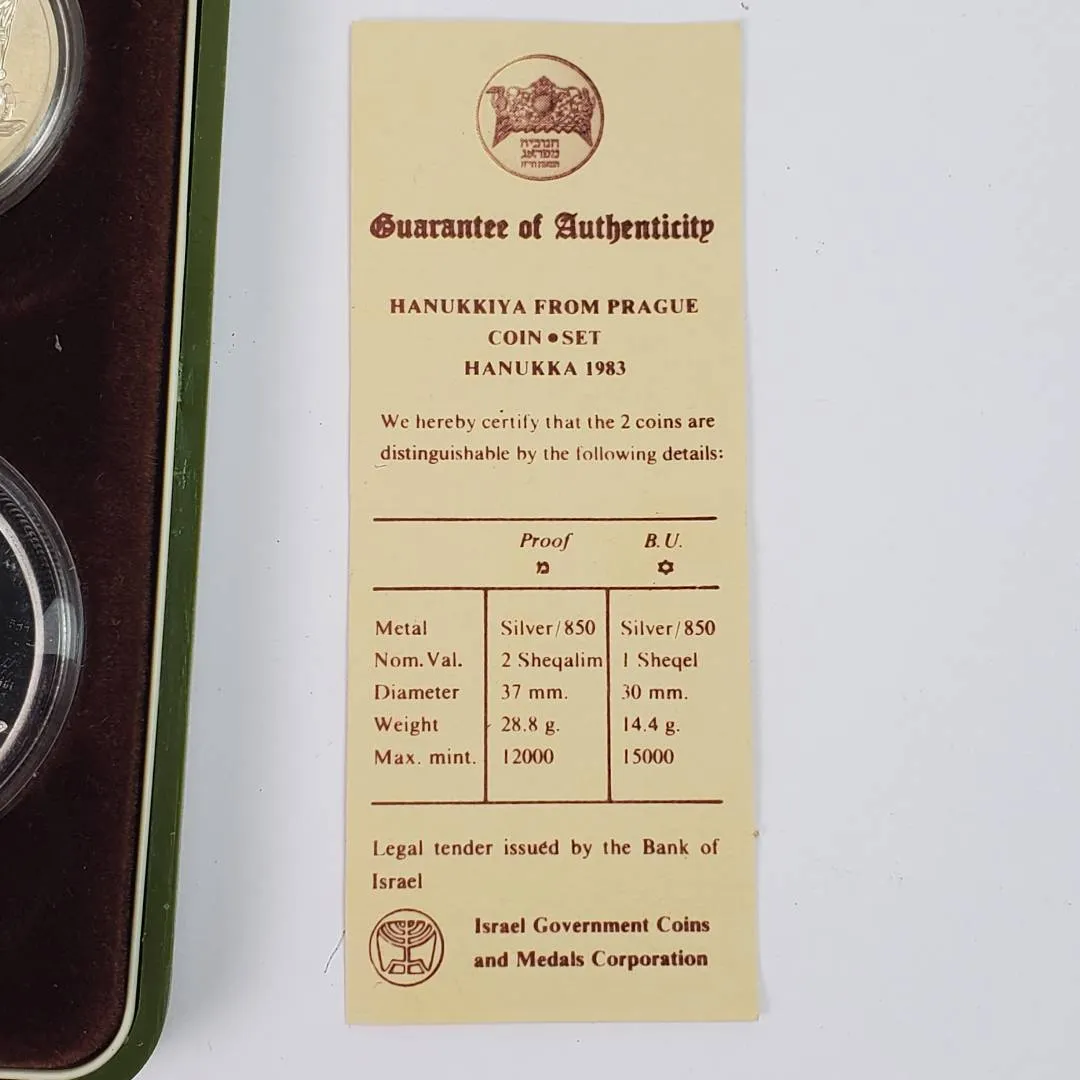 חנוכיה
מפראג
Guarantee of Authenticity
HANUKKIYA FROM PRAGUE
COIN • SET
HANUKKA 1983
We hereby certify that the 2 coins are
distinguishable by the following details:
Proof B.U.
מ ✡
Metal Silver/850 Silver/850
Nom. Val. 2 Sheqalim 1 Sheqel
Diameter 37 mm. 30 mm.
Weight 28.8 g. 14.4 g.
Max. mint. 12000 15000
Legal tender issued by the Bank of
Israel
Israel Government Coins
and Medals Corporation